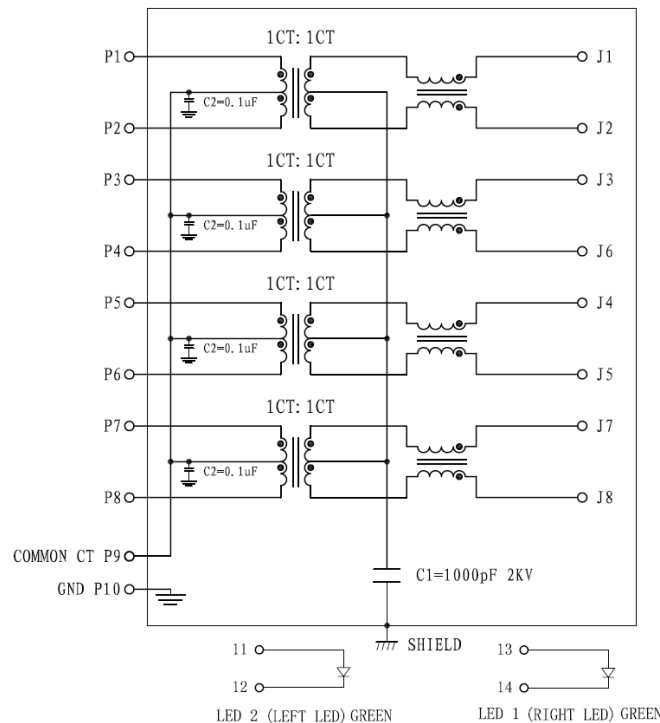 1CT: 1CT
P1 J1
C2=0.1uF
P2 J2
1CT: 1CT
P3 J3
C2=0.1uF
P4 J6
1CT: 1CT
P5 J4
C2=0.1uF
P6 J5
1CT: 1CT
P7 J7
C2=0.1uF
P8 J8
COMMON CT P9
C1=1000pF 2KV
GND P10
SHIELD
11 13
12 14
LED 2 (LEFT LED) GREEN LED 1 (RIGHT LED) GREEN